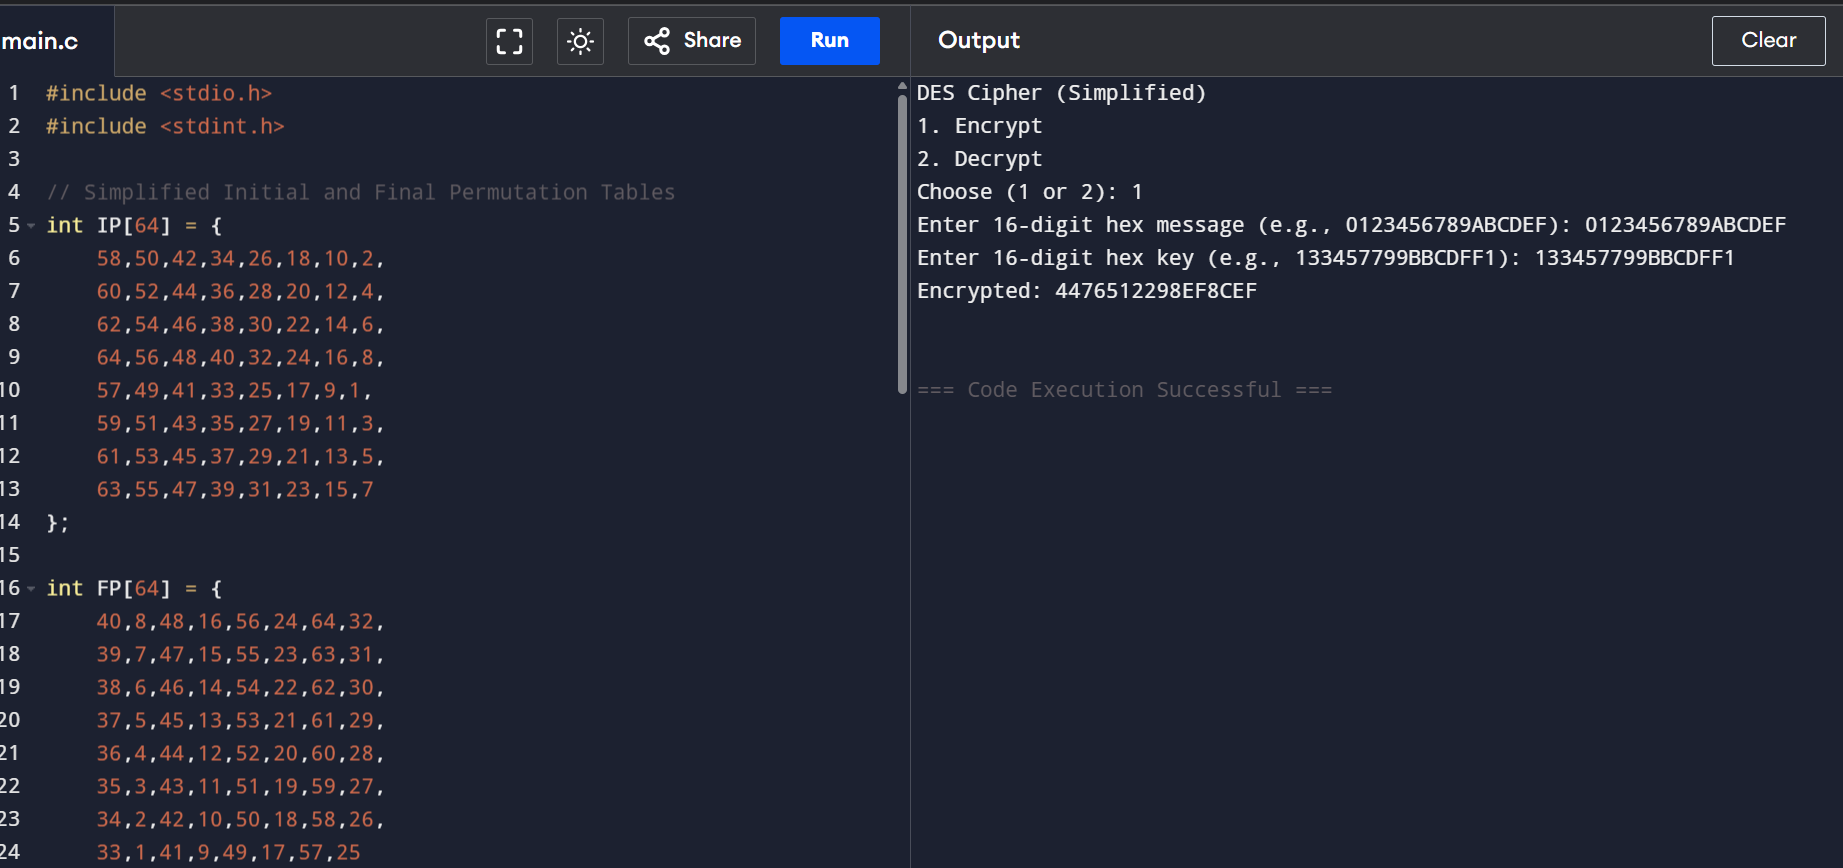 main.c
Share
Run
1 #include <stdio.h>
2 #include <stdint.h>
3
4 // Simplified Initial and Final Permutation Tables
5 int IP[64] = {
6 58,50,42,34,26,18,10,2,
7 60,52,44,36,28,20,12,4,
8 62,54,46,38,30,22,14,6,
9 64,56,48,40,32,24,16,8,
10 57,49,41,33,25,17,9,1,
11 59,51,43,35,27,19,11,3,
12 61,53,45,37,29,21,13,5,
13 63,55,47,39,31,23,15,7
14 };
15
16 int FP[64] = {
17 40,8,48,16,56,24,64,32,
18 39,7,47,15,55,23,63,31,
19 38,6,46,14,54,22,62,30,
20 37,5,45,13,53,21,61,29,
21 36,4,44,12,52,20,60,28,
22 35,3,43,11,51,19,59,27,
23 34,2,42,10,50,18,58,26,
24 33,1,41,9,49,17,57,25
Output
Clear
DES Cipher (Simplified)
1. Encrypt
2. Decrypt
Choose (1 or 2): 1
Enter 16-digit hex message (e.g., 0123456789ABCDEF): 0123456789ABCDEF
Enter 16-digit hex key (e.g., 133457799BBCDFF1): 133457799BBCDFF1
Encrypted: 4476512298EF8CEF
=== Code Execution Successful ===